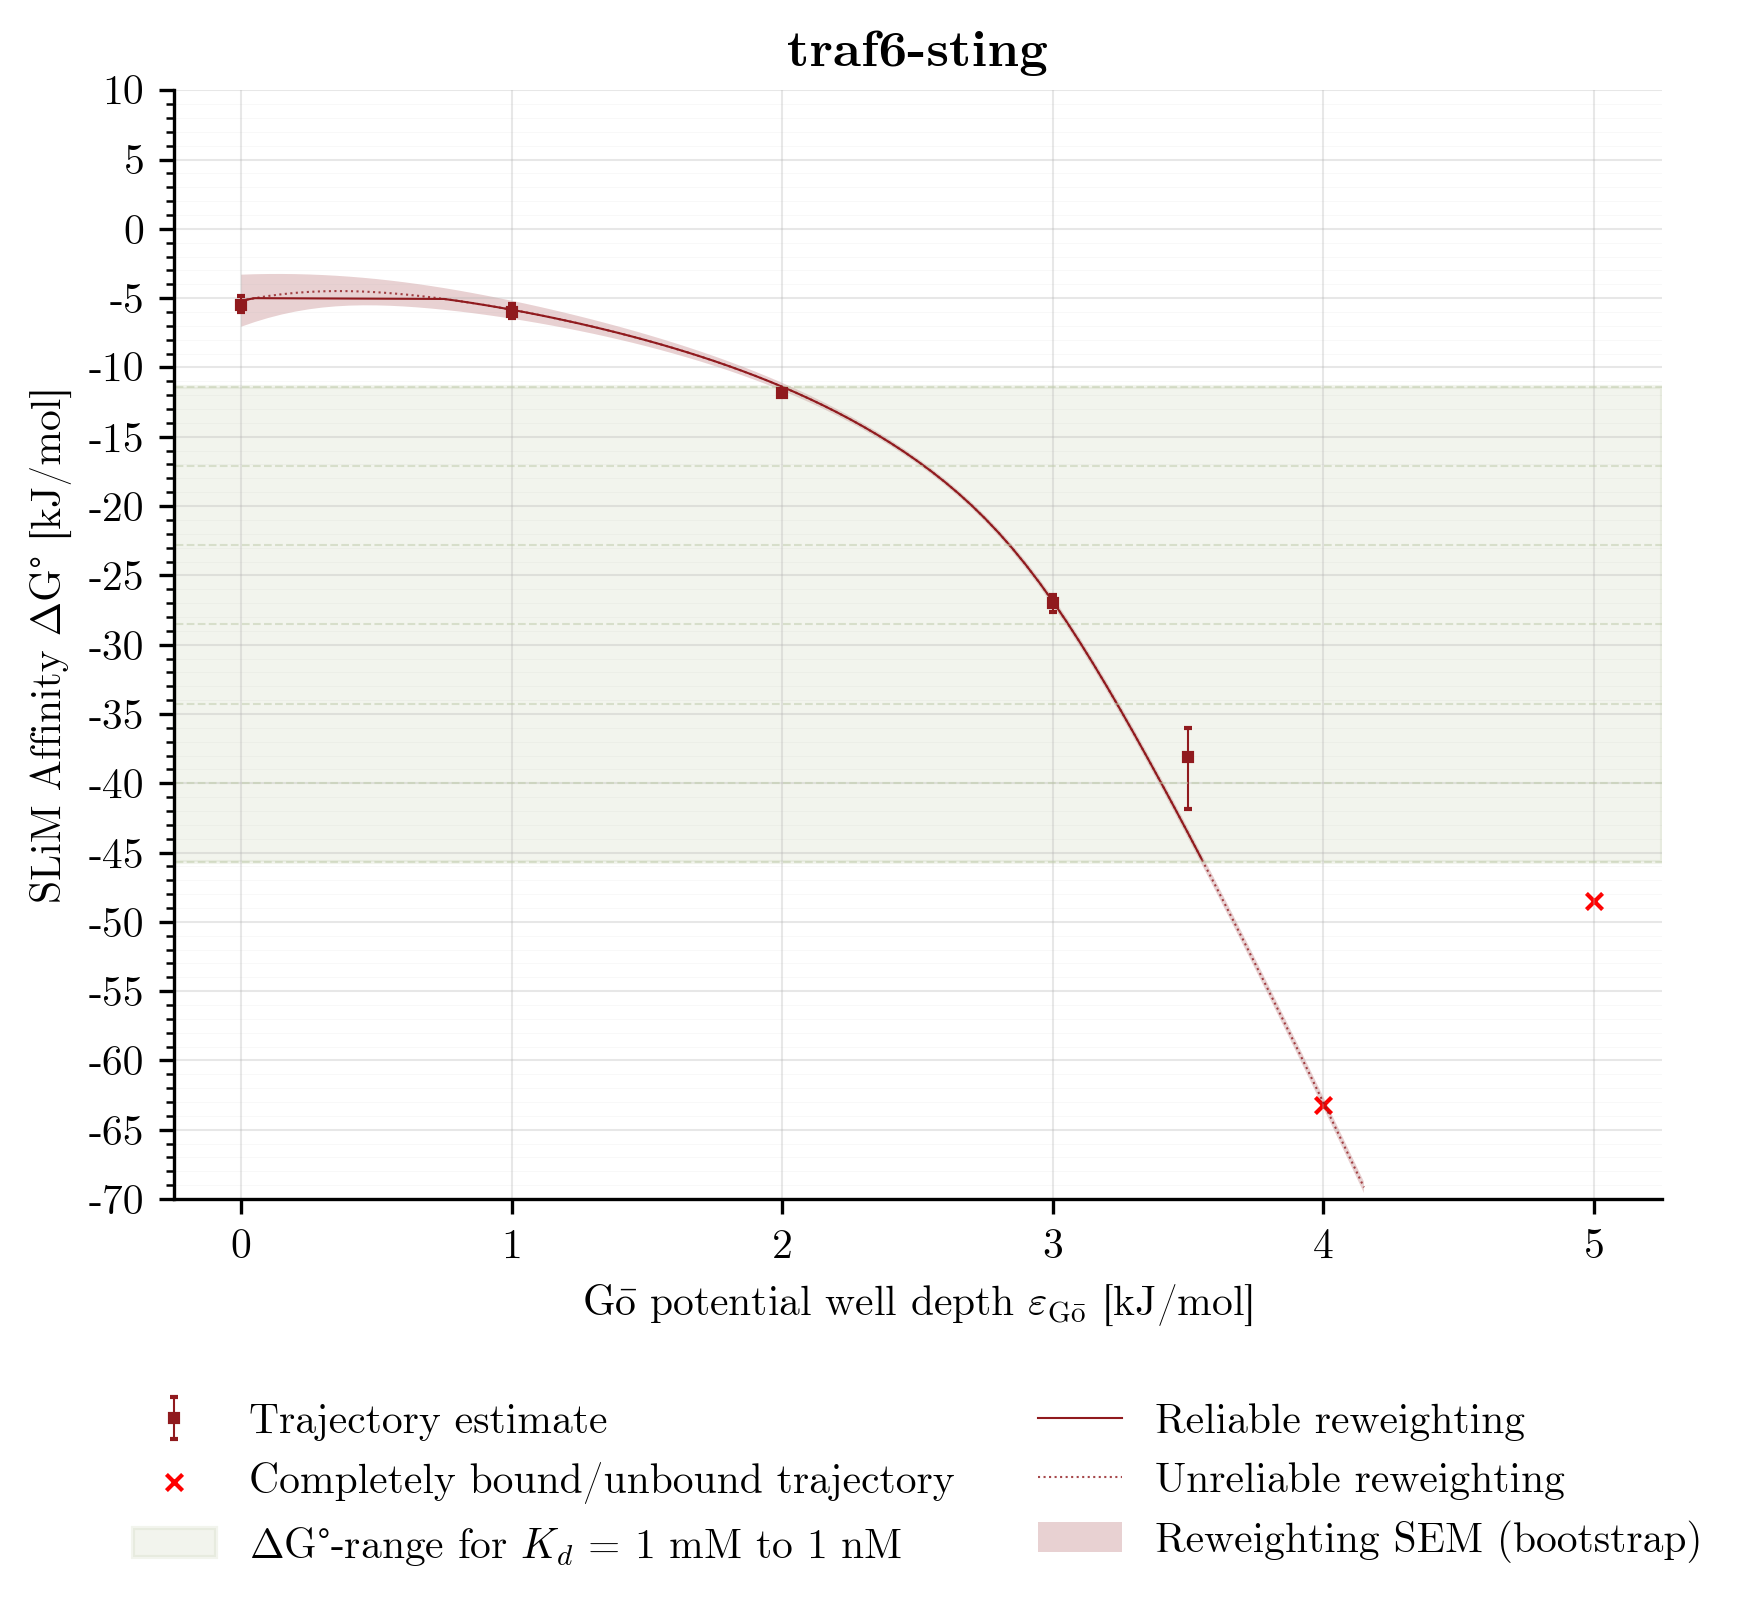 traf6-sting
10
5
0
-5
-10
-15
-20
-25
-30
-35
-40
-45
-50
-55
-60
-65
-70
SLiM Affinity ΔG° [kJ/mol]
0 1 2 3 4 5
Gō potential well depth ε_Gō [kJ/mol]
Trajectory estimate
Completely bound/unbound trajectory
ΔG°-range for K_d = 1 mM to 1 nM
Reliable reweighting
Unreliable reweighting
Reweighting SEM (bootstrap)